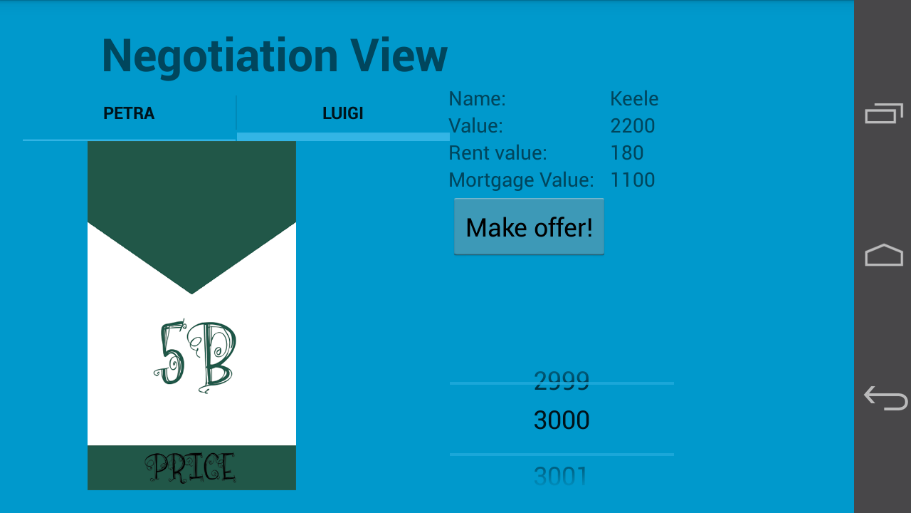 Negotiation View
PETRA
LUIGI
Name: Keele
Value: 2200
Rent value: 180
Mortgage Value: 1100
Make offer!
5B
PRICE
2999
3000
3001